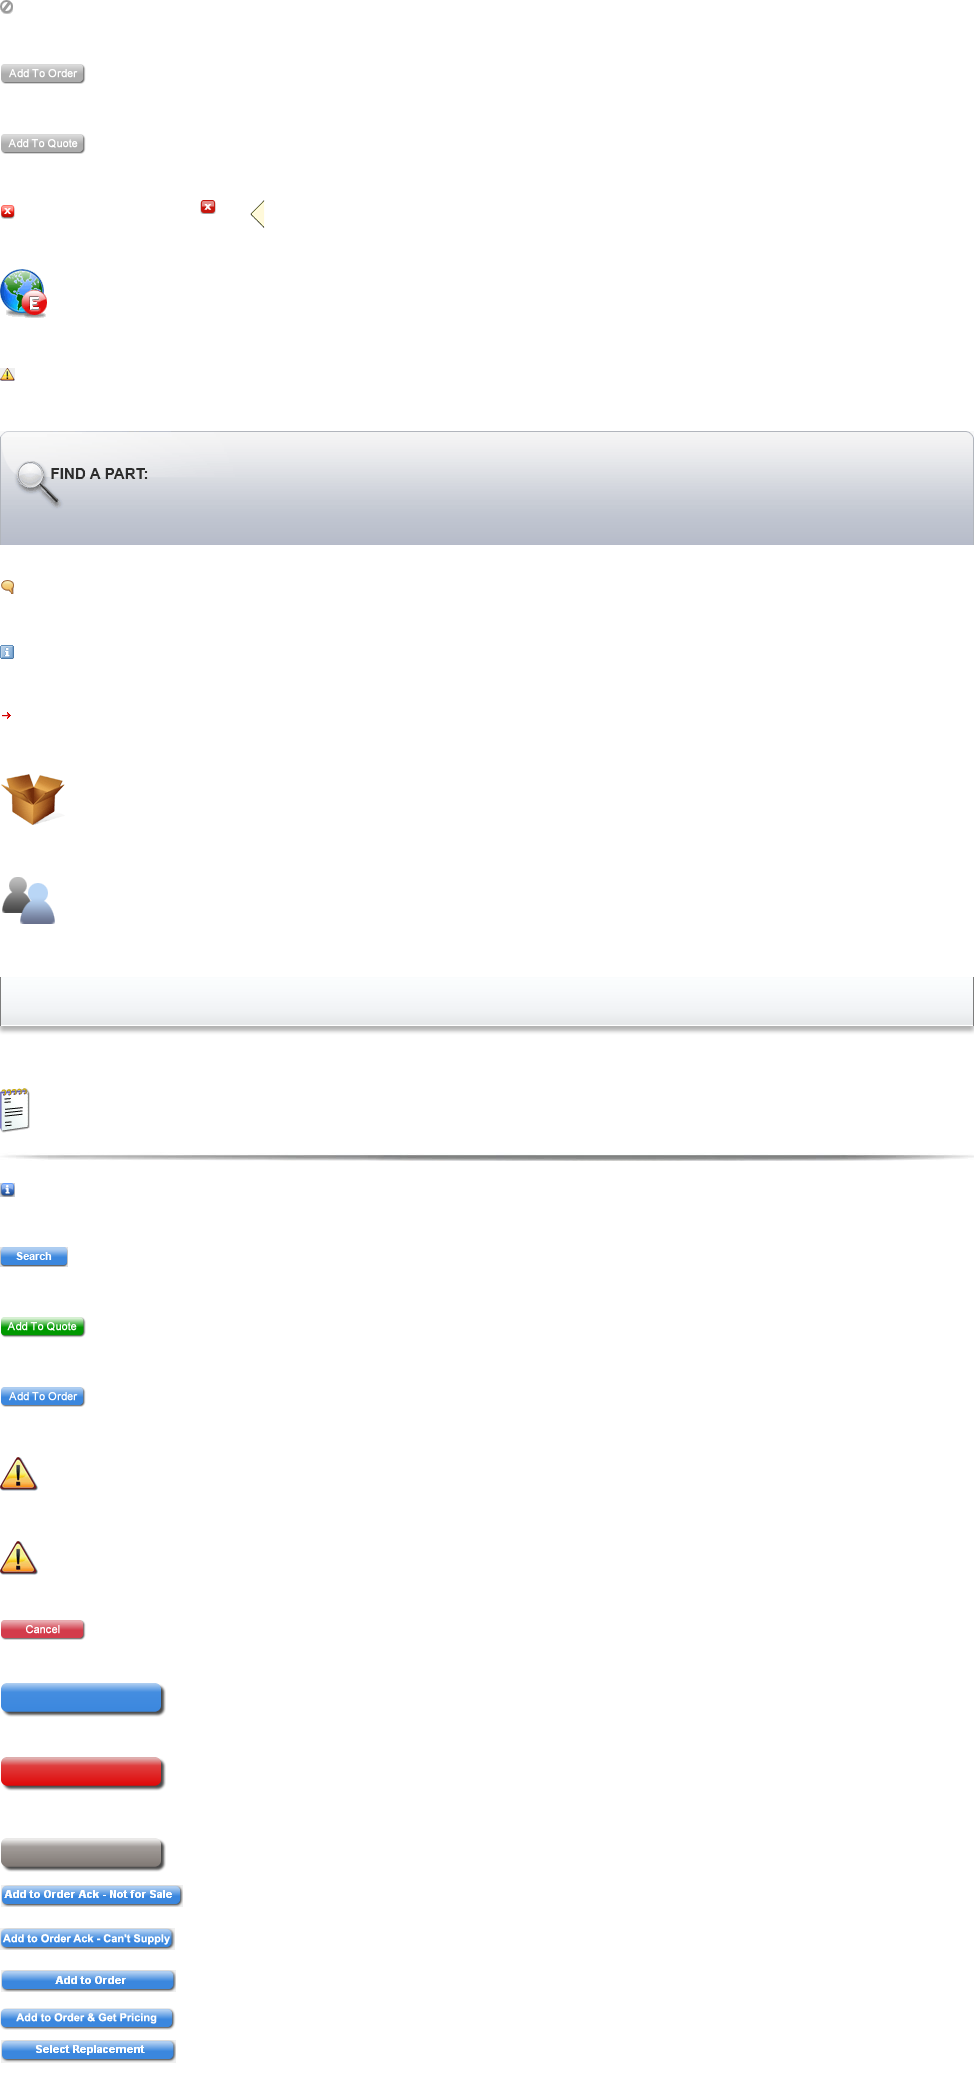 Add To Order
Add To Quote
E
FIND A PART:
Search
Add To Quote
Add To Order
Cancel
Add to Order Ack - Not for Sale
Add to Order Ack - Can't Supply
Add to Order
Add to Order & Get Pricing
Select Replacement